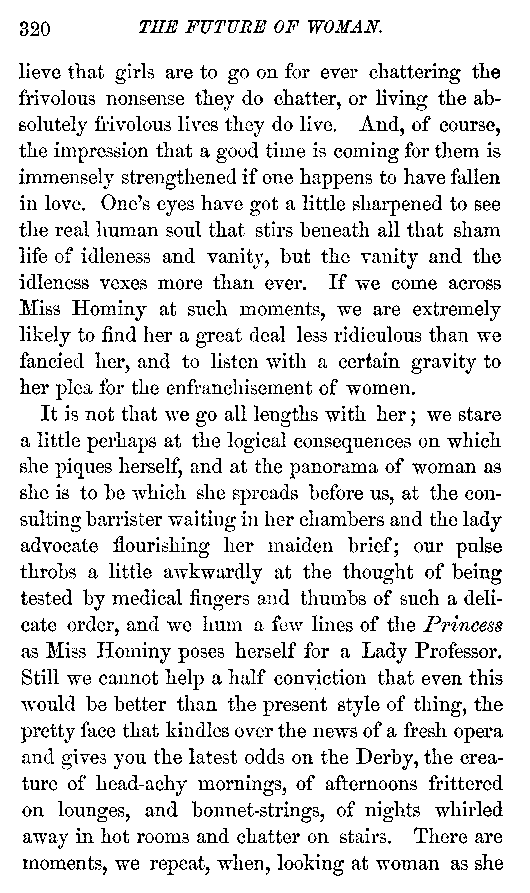 320 THE FUTURE OF WOMAN.
lieve that girls are to go on for ever chattering the
frivolous nonsense they do chatter, or living the ab-
solutely frivolous lives they do live. And, of course,
the impression that a good time is coming for them is
immensely strengthened if one happens to have fallen
in love. One's eyes have got a little sharpened to see
the real human soul that stirs beneath all that sham
life of idleness and vanity, but the vanity and the
idleness vexes more than ever. If we come across
Miss Hominy at such moments, we are extremely
likely to find her a great deal less ridiculous than we
fancied her, and to listen with a certain gravity to
her plea for the enfranchisement of women.
It is not that we go all lengths with her; we stare
a little perhaps at the logical consequences on which
she piques herself, and at the panorama of woman as
she is to be which she spreads before us, at the con-
sulting barrister waiting in her chambers and the lady
advocate flourishing her maiden brief; our pulse
throbs a little awkwardly at the thought of being
tested by medical fingers and thumbs of such a deli-
cate order, and we hum a few lines of the Princess
as Miss Hominy poses herself for a Lady Professor.
Still we cannot help a half conviction that even this
would be better than the present style of thing, the
pretty face that kindles over the news of a fresh opera
and gives you the latest odds on the Derby, the crea-
ture of head-achy mornings, of afternoons frittered
on lounges, and bonnet-strings, of nights whirled
away in hot rooms and chatter on stairs. There are
moments, we repeat, when, looking at woman as she